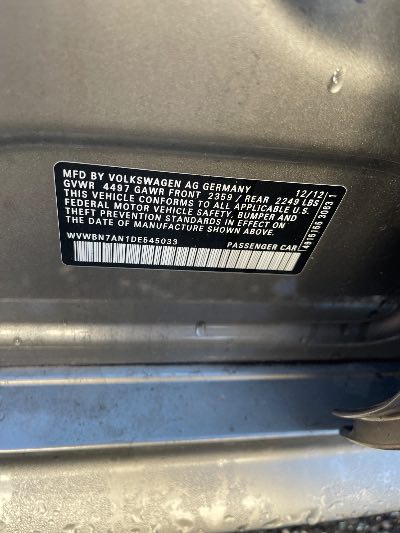 MFD BY VOLKSWAGEN AG GERMANY 12/12
GVWR 4497 GAWR FRONT 2359 / REAR 2249 LBS
THIS VEHICLE CONFORMS TO ALL APPLICABLE U.S.
FEDERAL MOTOR VEHICLE SAFETY, BUMPER AND
THEFT PREVENTION STANDARDS IN EFFECT ON
THE DATE OF MANUFACTURE SHOWN ABOVE.
WVWBN7AN1DE545033 PASSENGER CAR